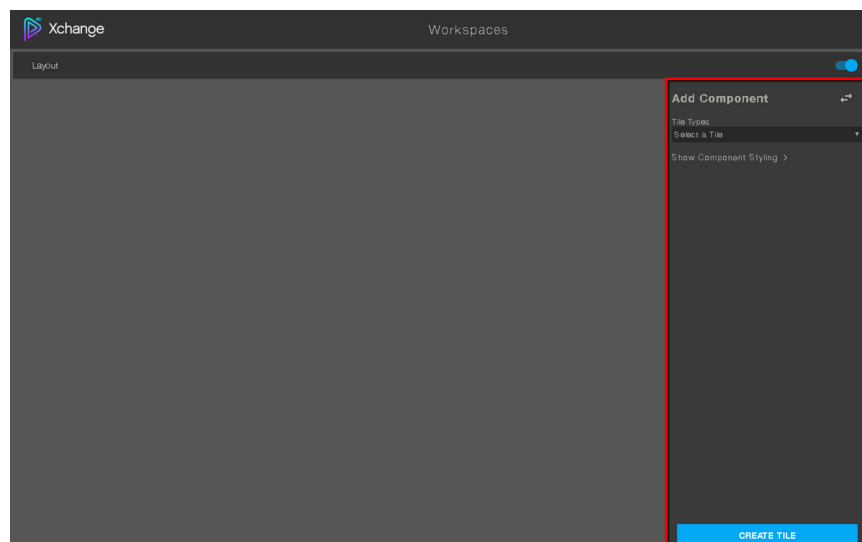 Xchange
Workspaces
Layout
Add Component
Tile Types
Select a Tile
Show Component Styling >
CREATE TILE